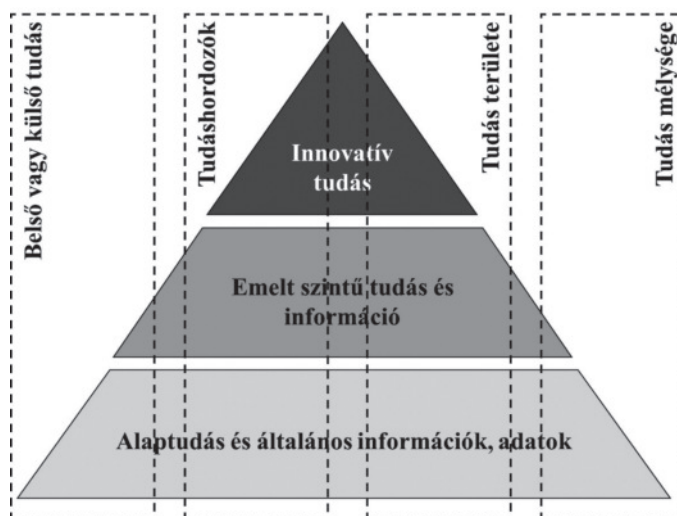 Belső vagy külső tudás
Tudáshordozók
Tudás területe
Tudás mélysége
Innovatív
tudás
Emelt szintű tudás és
információ
Alaptudás és általános információk, adatok